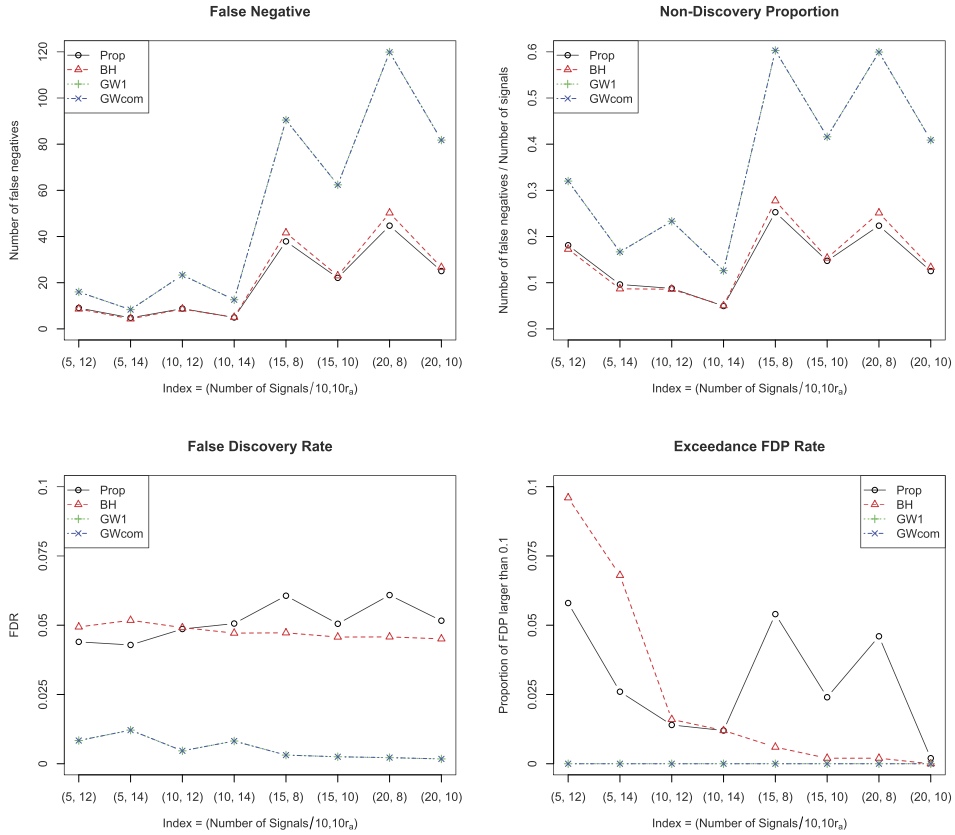 False Negative
Prop
BH
GW1
GWcom
Number of false negatives
120
100
80
60
40
20
0
(5, 12) (5, 14) (10, 12) (10, 14) (15, 8) (15, 10) (20, 8) (20, 10)
Index = (Number of Signals/10,10rₐ)
Non-Discovery Proportion
Prop
BH
GW1
GWcom
Number of false negatives / Number of signals
0.6
0.5
0.4
0.3
0.2
0.1
0.0
(5, 12) (5, 14) (10, 12) (10, 14) (15, 8) (15, 10) (20, 8) (20, 10)
Index = (Number of Signals/10,10rₐ)
False Discovery Rate
Prop
BH
GW1
GWcom
FDR
0.1
0.075
0.05
0.025
0
(5, 12) (5, 14) (10, 12) (10, 14) (15, 8) (15, 10) (20, 8) (20, 10)
Index = (Number of Signals/10,10rₐ)
Exceedance FDP Rate
Prop
BH
GW1
GWcom
Proportion of FDP larger than 0.1
0.1
0.075
0.05
0.025
0
(5, 12) (5, 14) (10, 12) (10, 14) (15, 8) (15, 10) (20, 8) (20, 10)
Index = (Number of Signals/10,10rₐ)